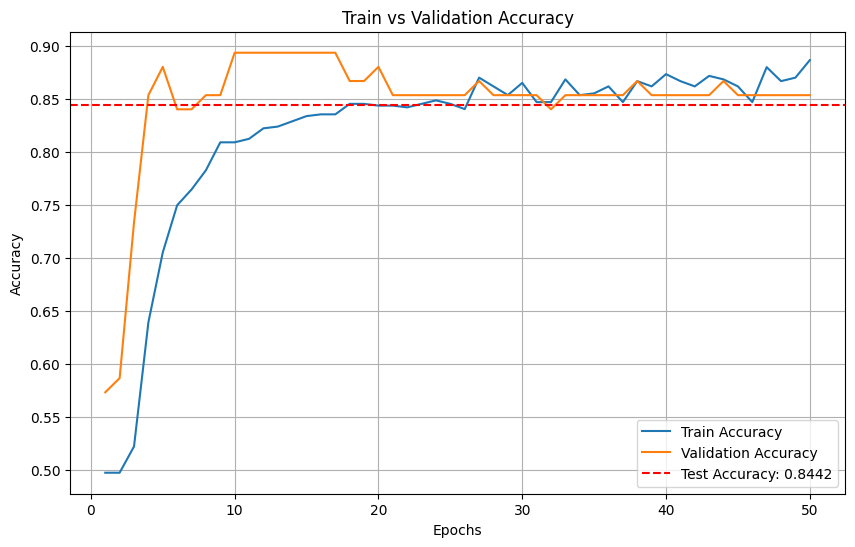 Train vs Validation Accuracy
Accuracy
0.90
0.85
0.80
0.75
0.70
0.65
0.60
0.55
0.50
0 10 20 30 40 50
Epochs
Train Accuracy
Validation Accuracy
Test Accuracy: 0.8442